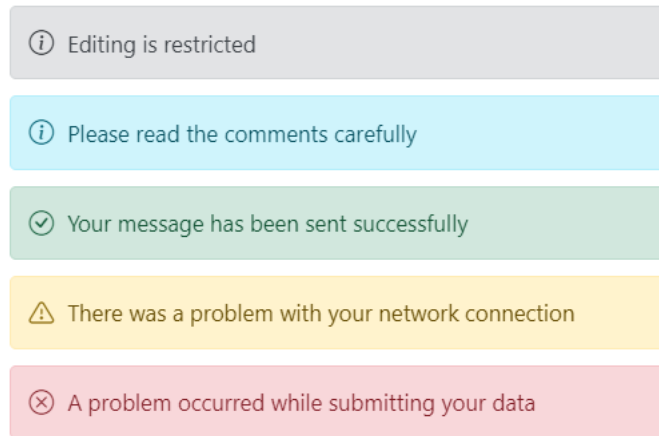 Editing is restricted
Please read the comments carefully
Your message has been sent successfully
There was a problem with your network connection
A problem occurred while submitting your data